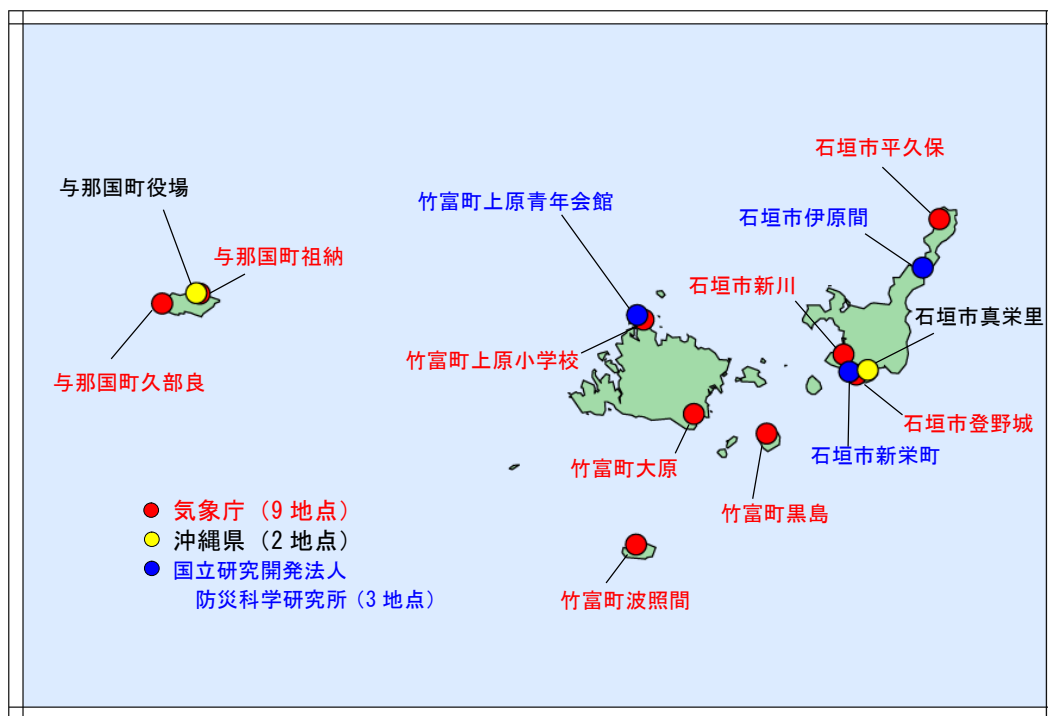 石垣市平久保
与那国町役場
竹富町上原青年会館
石垣市伊原間
与那国町祖納
石垣市新川
石垣市真栄里
竹富町上原小学校
与那国町久部良
石垣市登野城
石垣市新栄町
竹富町大原
竹富町黒島
竹富町波照間
気象庁（9 地点）
沖縄県（2 地点）
国立研究開発法人
防災科学研究所（3 地点）